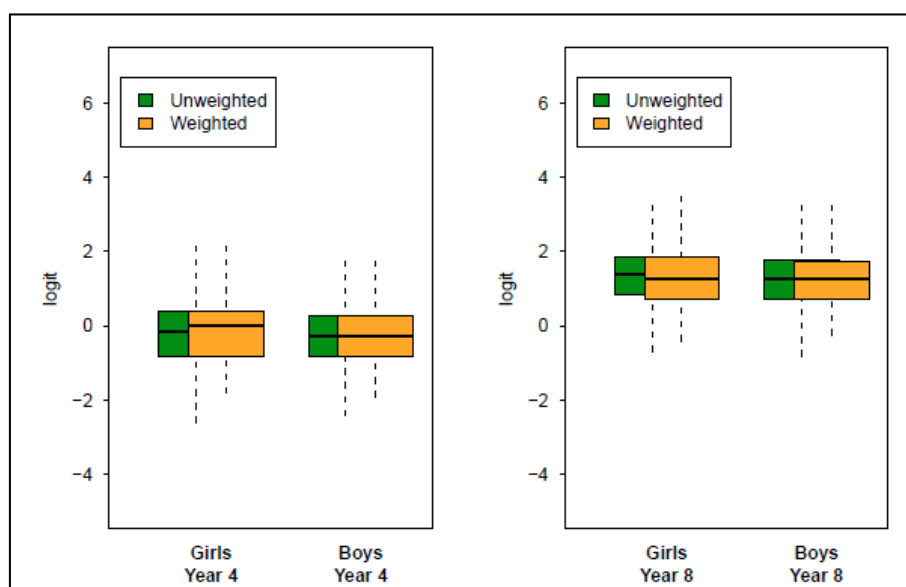 Unweighted
Weighted
6
4
2
0
−2
−4
logit
Girls
Year 4
Boys
Year 4
Unweighted
Weighted
6
4
2
0
−2
−4
logit
Girls
Year 8
Boys
Year 8